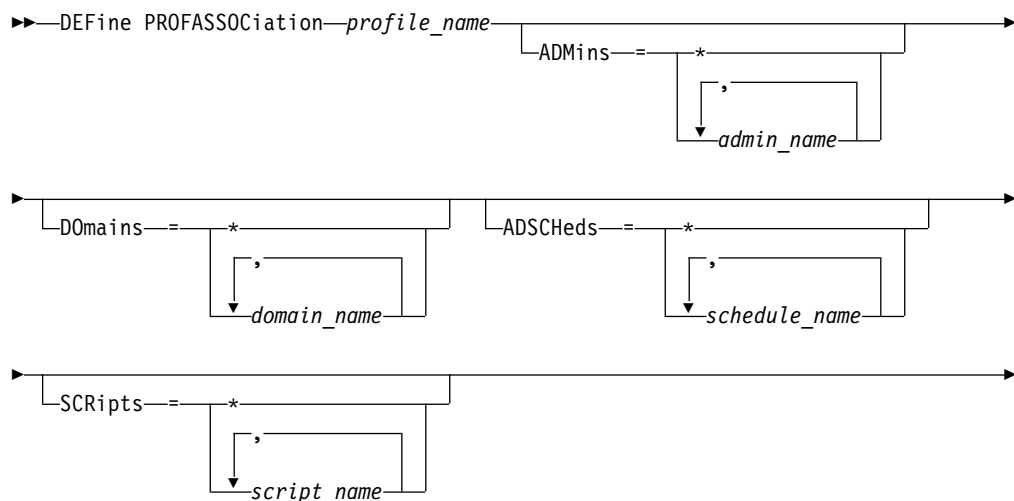 DEFine PROFASSOCiation profile_name
ADMins = *
,
admin_name
DOmains = *
,
domain_name
ADSCHeds = *
,
schedule_name
SCRipts = *
,
script_name